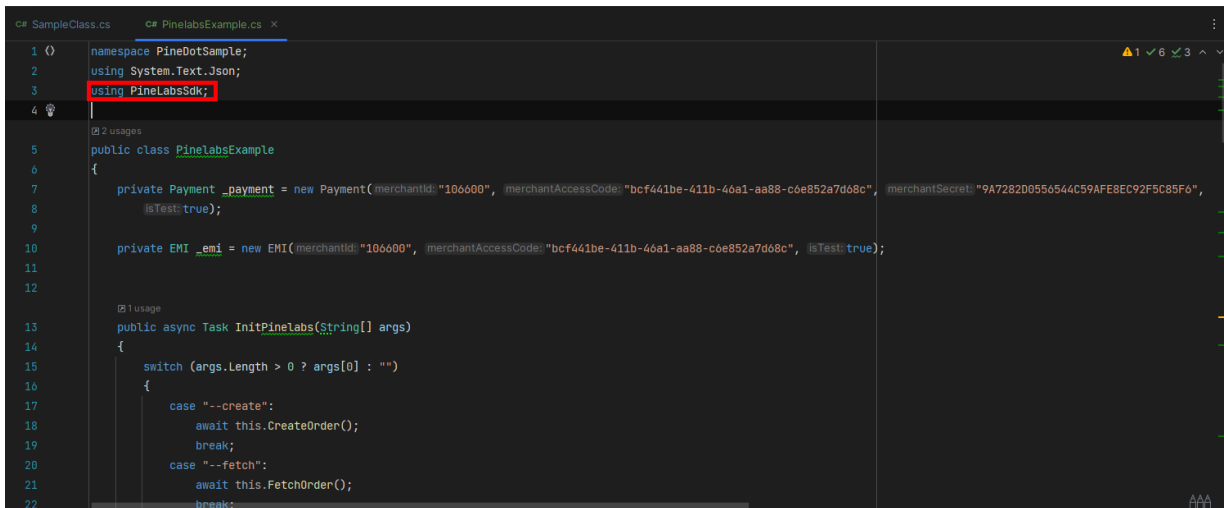 C# SampleClass.cs C# PinelabsExample.cs ×
1 namespace PineDotSample; 1 6 3
2 using System.Text.Json;
3 using PineLabsSdk;
4
2 usages
5 public class PinelabsExample
6 {
7 private Payment _payment = new Payment( merchantId: "106600", merchantAccessCode: "bcf441be-411b-46a1-aa88-c6e852a7d68c", merchantSecret: "9A7282D0556544C59AFE8EC92F5C85F6",
8 isTest: true);
9
10 private EMI _emi = new EMI( merchantId: "106600", merchantAccessCode: "bcf441be-411b-46a1-aa88-c6e852a7d68c", isTest: true);
11
12
1 usage
13 public async Task InitPinelabs(String[] args)
14 {
15 switch (args.Length > 0 ? args[0] : "")
16 {
17 case "--create":
18 await this.CreateOrder();
19 break;
20 case "--fetch":
21 await this.FetchOrder();
22 break;